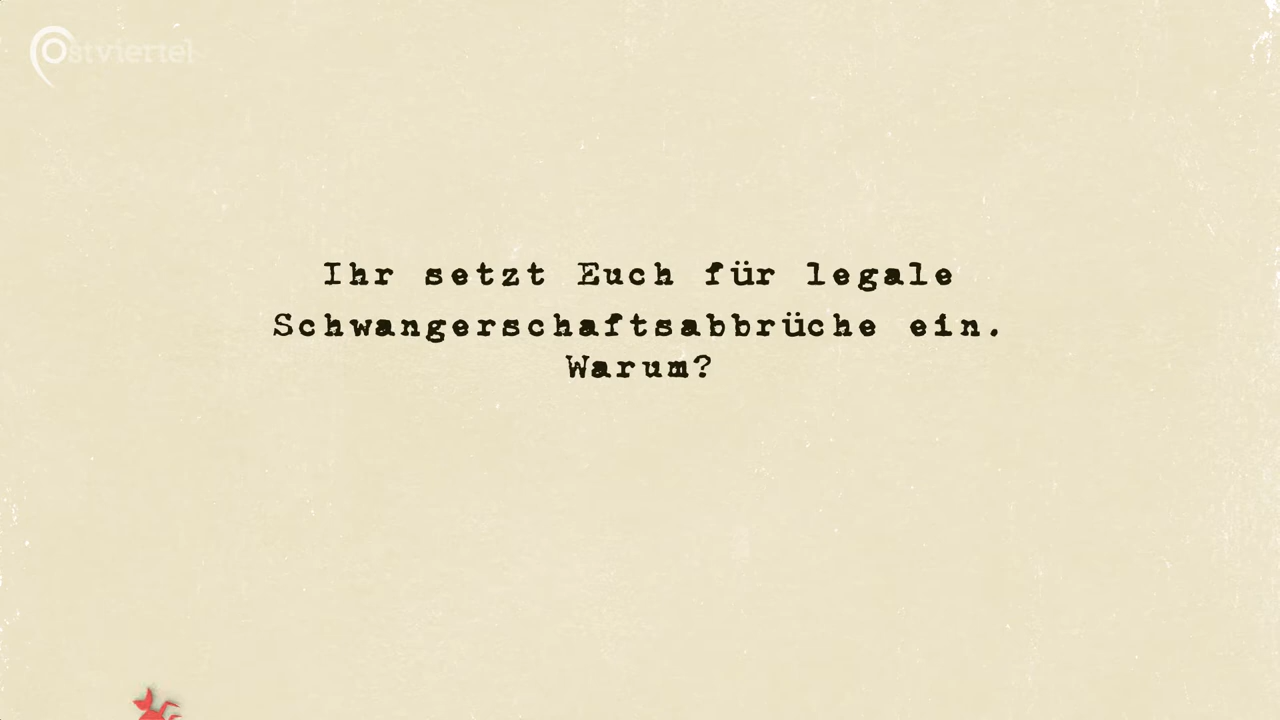 Ostviertel
Ihr setzt Euch für legale
Schwangerschaftsabbrüche ein.
Warum?